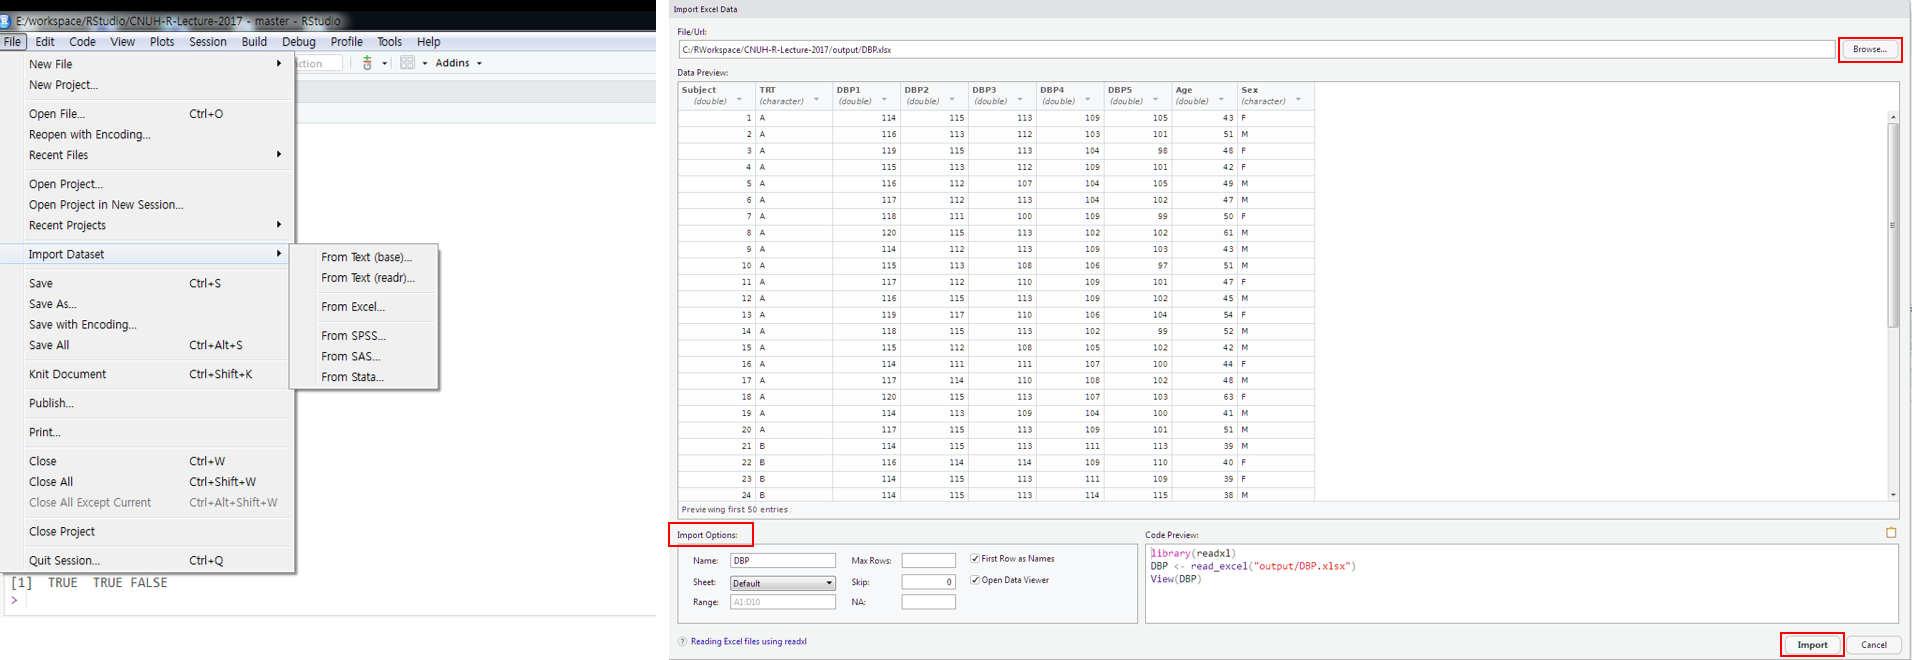 E:/workspace/RStudio/CNUH-R-Lecture-2017 - master - RStudio
File Edit Code View Plots Session Build Debug Profile Tools Help
New File
Addins
New Project...
Open File... Ctrl+O
Reopen with Encoding...
Recent Files
Open Project...
Open Project in New Session...
Recent Projects
Import Dataset
From Text (base)...
From Text (readr)...
From Excel...
From SPSS...
From SAS...
From Stata...
Save Ctrl+S
Save As...
Save with Encoding...
Save All Ctrl+Alt+S
Knit Document Ctrl+Shift+K
Publish...
Print...
Close Ctrl+W
Close All Ctrl+Shift+W
Close All Except Current Ctrl+Alt+Shift+W
Close Project
Quit Session... Ctrl+Q
[1] TRUE TRUE FALSE
>
Import Excel Data
File/Url:
C:/RWorkspace/CNUH-R-Lecture-2017/output/DBP.xlsx
Browse...
Data Preview:
Subject TRT DBP1 DBP2 DBP3 DBP4 DBP5 Age Sex
(double) (character) (double) (double) (double) (double) (double) (double) (character)
1 A 114 115 113 109 105 43 F
2 A 116 113 112 103 101 51 M
3 A 119 115 113 104 98 48 F
4 A 115 113 112 109 101 42 F
5 A 116 112 107 104 105 49 M
6 A 117 112 113 104 102 47 M
7 A 118 111 100 109 99 50 F
8 A 120 115 113 102 102 61 M
9 A 114 112 113 109 103 43 M
10 A 115 113 108 106 97 51 M
11 A 117 112 110 109 101 47 F
12 A 116 115 113 109 102 45 M
13 A 119 117 110 106 104 54 F
14 A 118 115 113 102 99 52 M
15 A 115 112 108 105 102 42 M
16 A 114 111 111 107 100 44 F
17 A 117 114 110 108 102 48 M
18 A 120 115 113 107 103 63 F
19 A 114 113 109 104 100 41 M
20 A 117 115 113 109 101 51 M
21 B 114 115 113 111 113 39 M
22 B 116 114 114 109 110 40 F
23 B 114 115 113 111 109 39 F
24 B 114 115 113 114 115 38 M
Previewing first 50 entries.
Import Options:
Name: DBP
Max Rows:
First Row as Names
Sheet: Default
Skip: 0
Open Data Viewer
Range: A1:D10
NA:
Code Preview:
library(readxl)
DBP <- read_excel("output/DBP.xlsx")
View(DBP)
? Reading Excel files using readxl
Import
Cancel